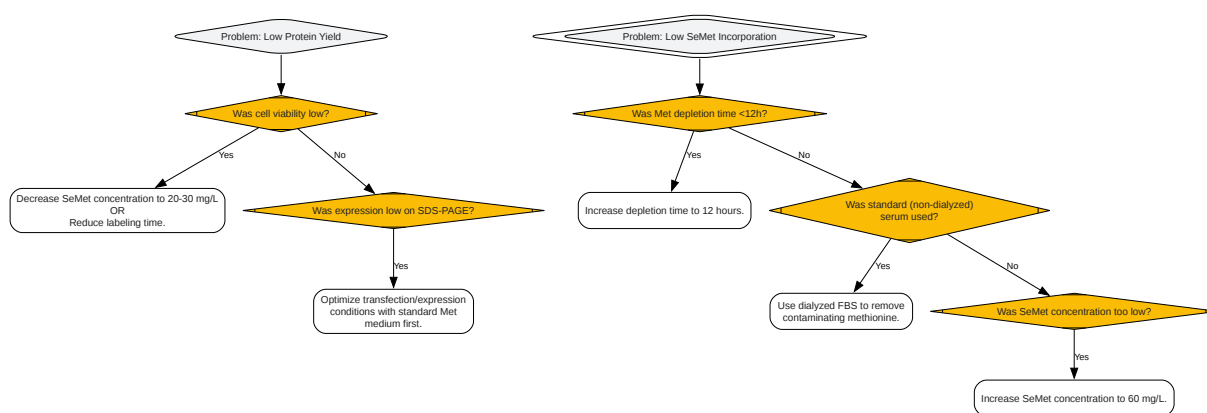 Problem: Low Protein Yield
Was cell viability low?
Yes
No
Decrease SeMet concentration to 20-30 mg/L
OR
Reduce labeling time.
Was expression low on SDS-PAGE?
Yes
Optimize transfection/expression
conditions with standard Met
medium first.
Problem: Low SeMet Incorporation
Was Met depletion time <12h?
Yes
No
Increase depletion time to 12 hours.
Was standard (non-dialyzed)
serum used?
Yes
No
Use dialyzed FBS to remove
contaminating methionine.
Was SeMet concentration too low?
Yes
Increase SeMet concentration to 60 mg/L.